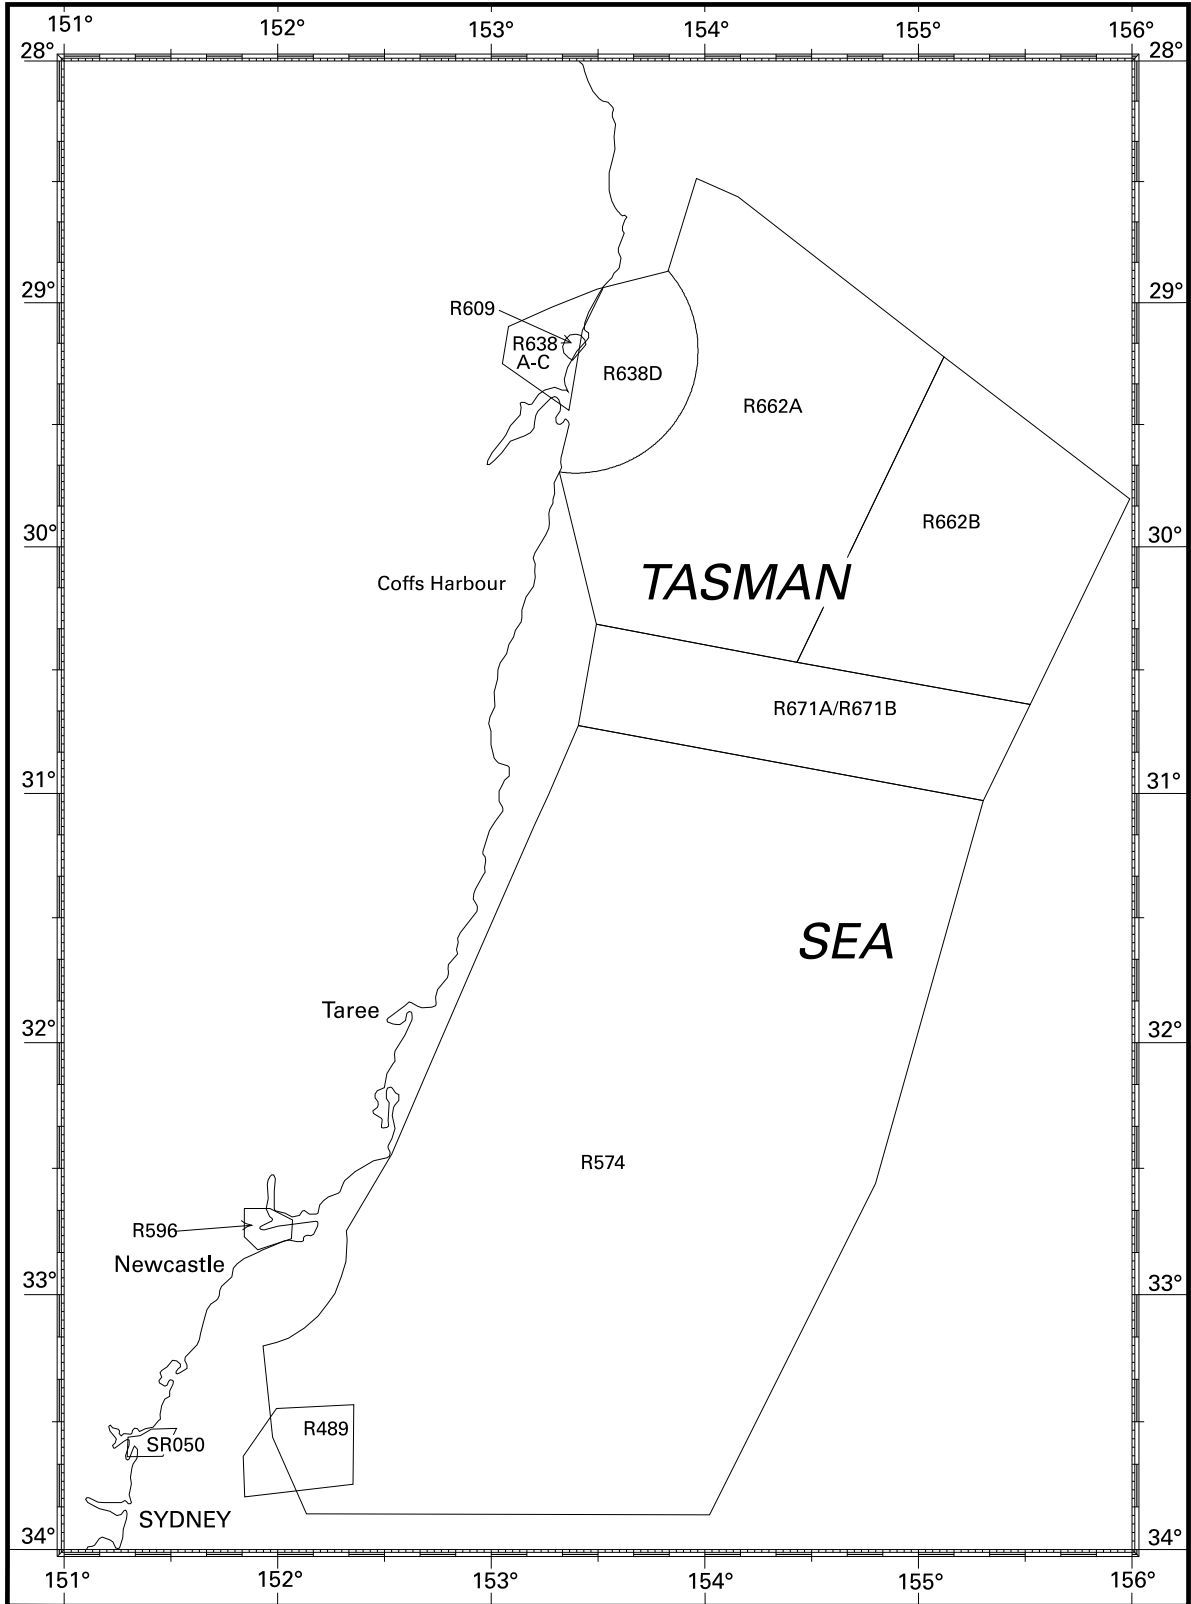 151° 152° 153° 154° 155° 156°
28° 28°
29° 29°
R609
R638
A-C
R638D
R662A
R662B
30° 30°
Coffs Harbour
TASMAN
R671A/R671B
31° 31°
SEA
Taree
32° 32°
R574
R596
Newcastle
33° 33°
R489
SR050
SYDNEY
34° 34°
151° 152° 153° 154° 155° 156°